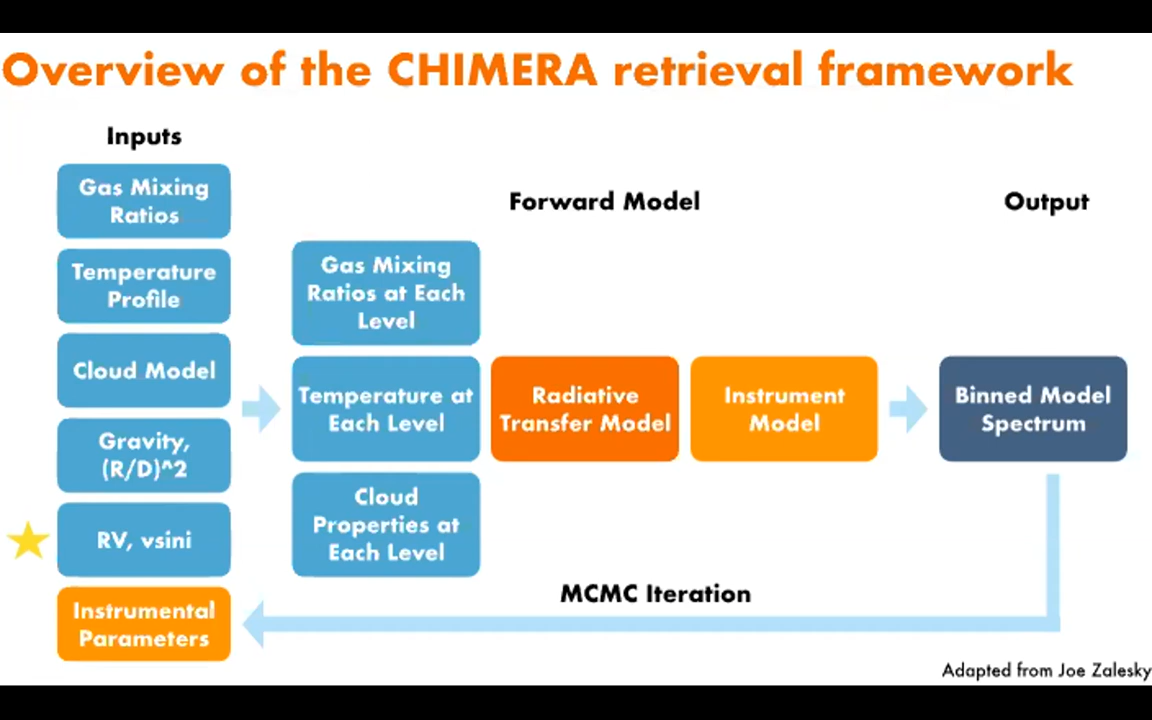 Overview of the CHIMERA retrieval framework
Inputs
Gas Mixing
Ratios
Temperature
Profile
Cloud Model
Gravity,
(R/D)^2
RV, vsini
Instrumental
Parameters
Forward Model
Gas Mixing
Ratios at Each
Level
Temperature at
Each Level
Cloud
Properties at
Each Level
Radiative
Transfer Model
Instrument
Model
Output
Binned Model
Spectrum
MCMC Iteration
Adapted from Joe Zalesky